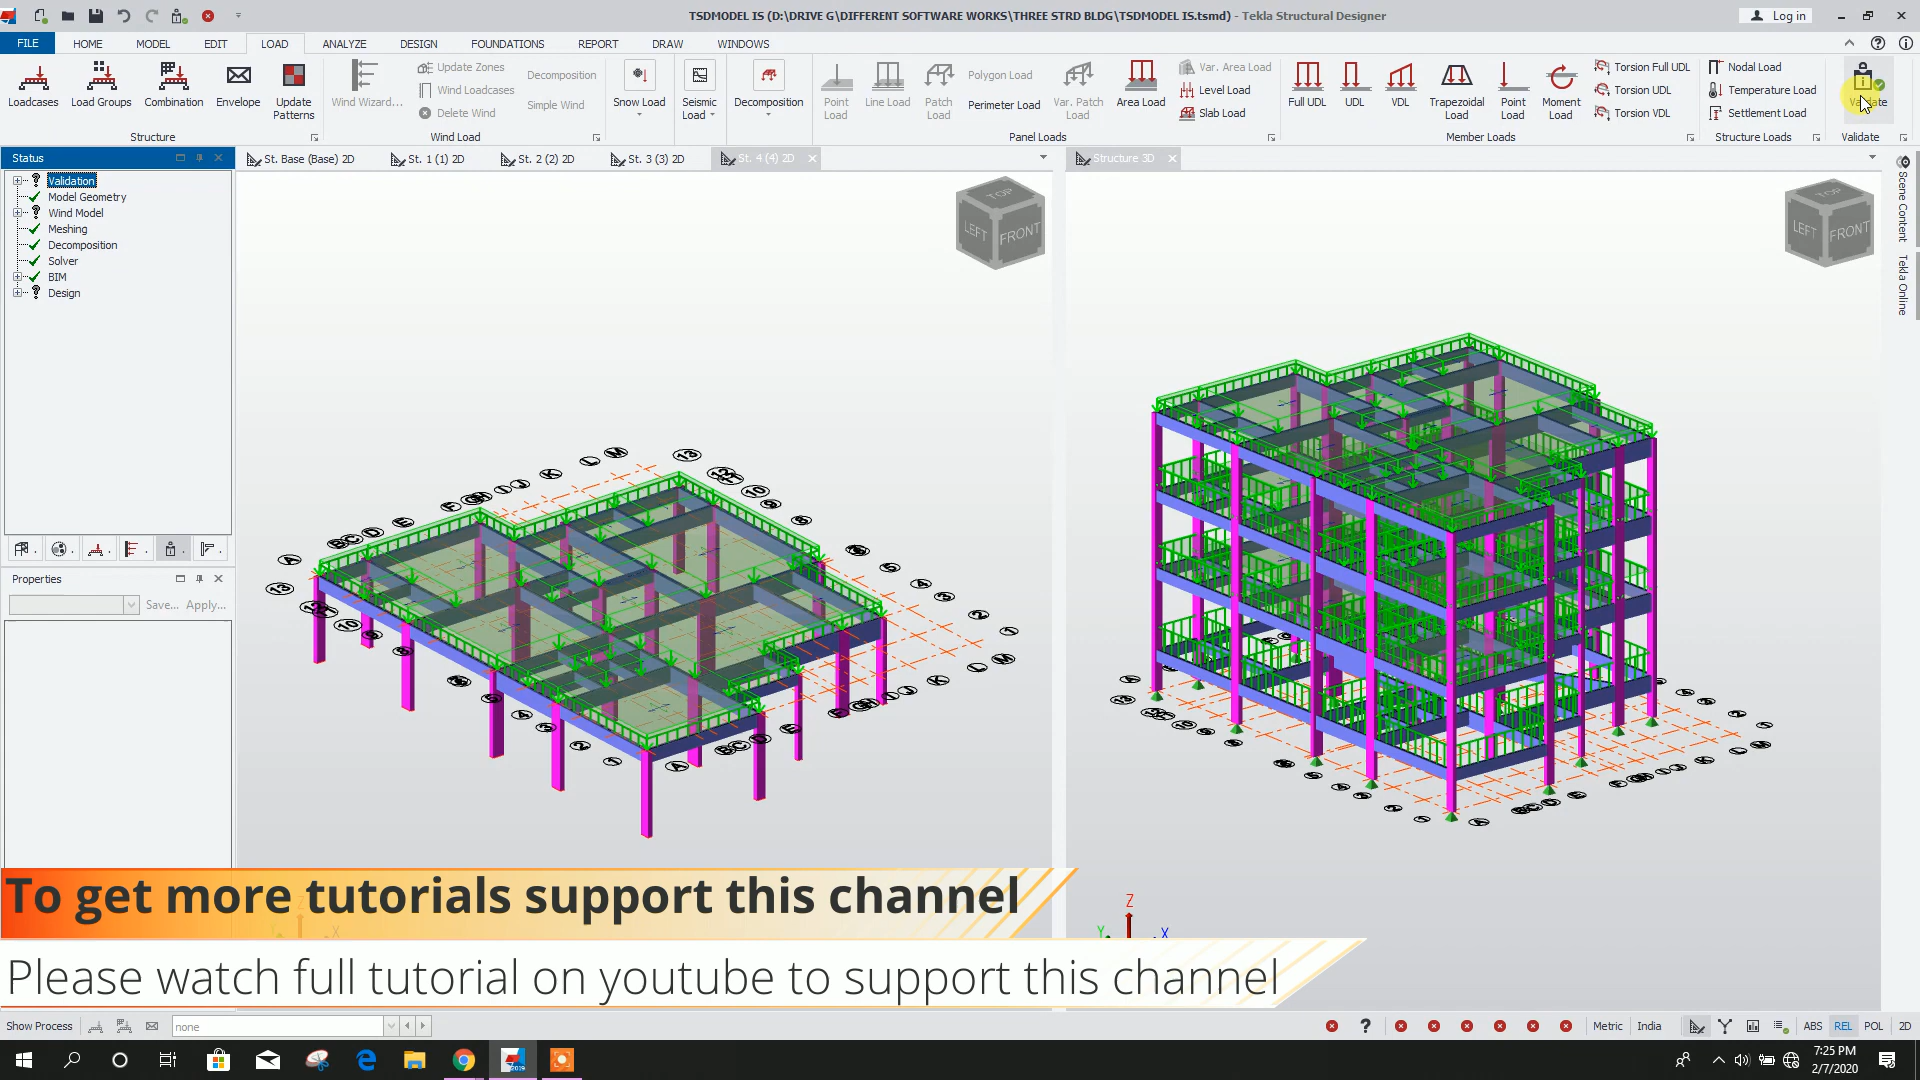 TSDMODEL IS (D:\DRIVE G\DIFFERENT SOFTWARE WORKS\THREE STRD BLDG\TSDMODEL IS.tsmd) - Tekla Structural Designer
Log in
FILE HOME MODEL EDIT LOAD ANALYZE DESIGN FOUNDATIONS REPORT DRAW WINDOWS
Loadcases Load Groups Combination Envelope Update Patterns
Structure
Wind Wizard...
Update Zones
Wind Loadcases
Delete Wind
Decomposition
Simple Wind
Wind Load
Snow Load
Seismic Load
Decomposition
Point Load
Line Load
Patch Load
Polygon Load
Perimeter Load
Var. Patch Load
Area Load
Var. Area Load
Level Load
Slab Load
Panel Loads
Full UDL
UDL
VDL
Trapezoidal Load
Point Load
Moment Load
Torsion Full UDL
Torsion UDL
Torsion VDL
Member Loads
Nodal Load
Temperature Load
Settlement Load
Structure Loads
Validate
Validate
Status
Validation
Model Geometry
Wind Model
Meshing
Decomposition
Solver
BIM
Design
St. Base (Base) 2D
St. 1 (1) 2D
St. 2 (2) 2D
St. 3 (3) 2D
St. 4 (4) 2D
Structure 3D
TOP
LEFT
FRONT
TOP
LEFT
FRONT
Scene Content
Tekla Online
Properties
Save... Apply...
Z
Y
X
To get more tutorials support this channel
Please watch full tutorial on youtube to support this channel
Show Process
none
Metric India ABS REL POL 2D
2019
7:25 PM
2/7/2020